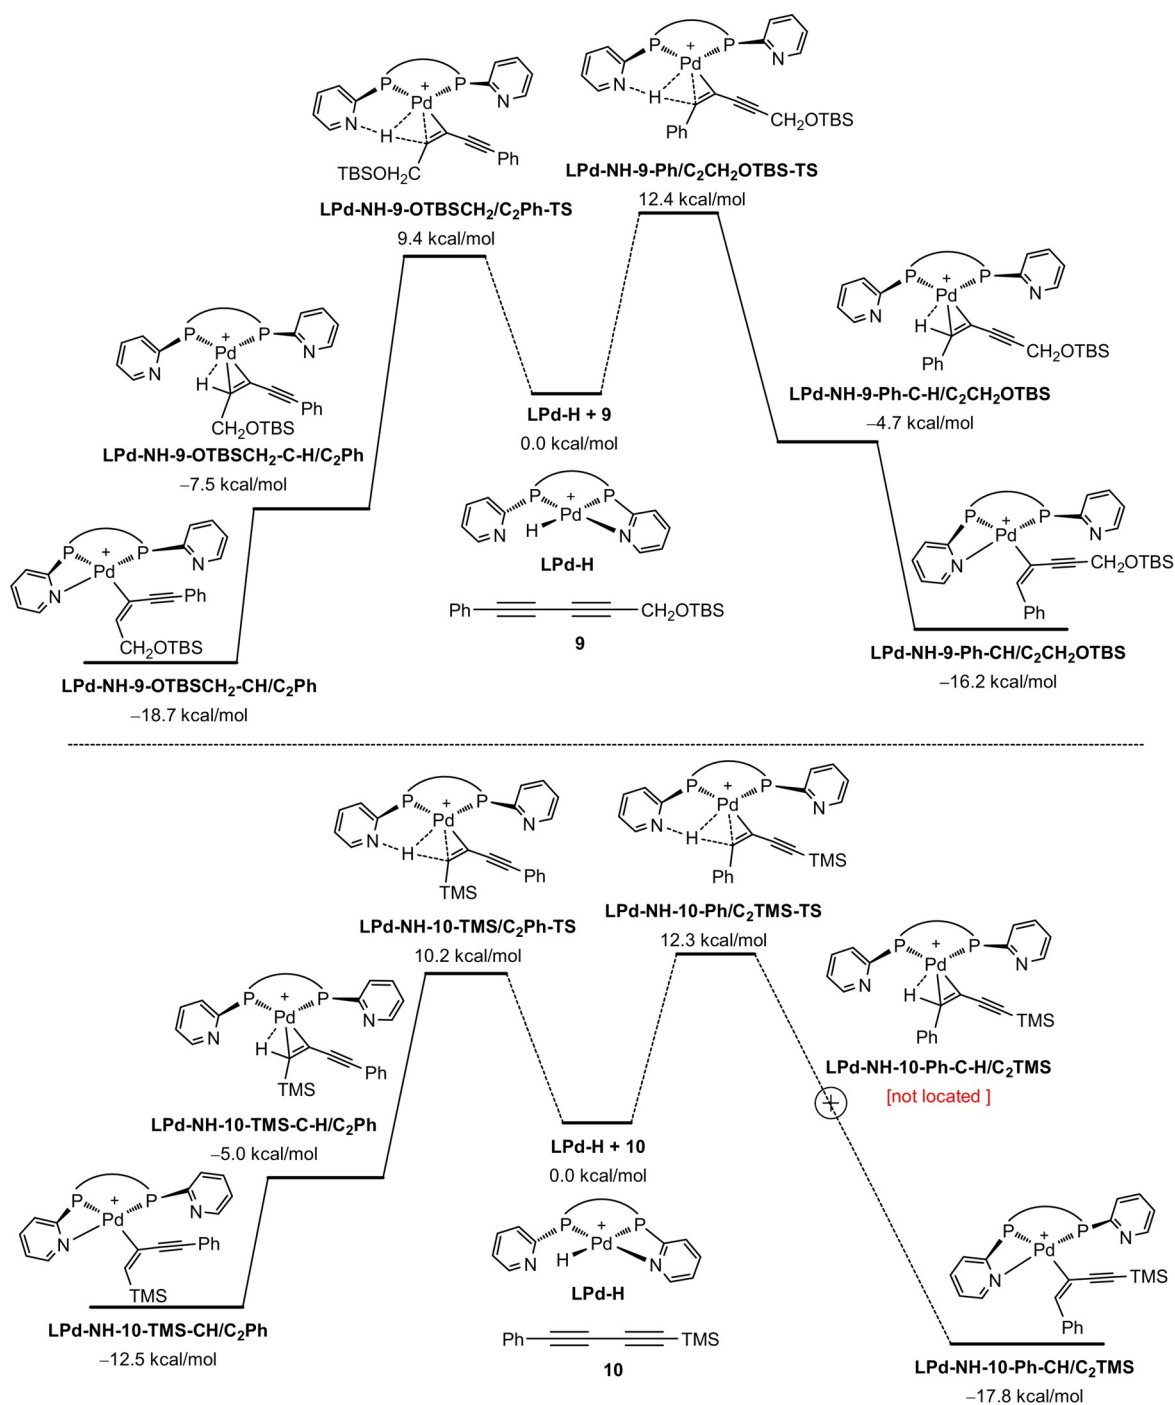 P
+
Pd
P
N
H
N
Ph
TBSOH₂C
LPd-NH-9-OTBSCH₂/C₂Ph-TS
9.4 kcal/mol
P
+
Pd
P
N
H
N
Ph
CH₂OTBS
LPd-NH-9-Ph/C₂CH₂OTBS-TS
12.4 kcal/mol
P
+
Pd
P
N
H
N
Ph
CH₂OTBS
LPd-NH-9-OTBSCH₂-C-H/C₂Ph
−7.5 kcal/mol
P
+
Pd
P
N
N
Ph
CH₂OTBS
LPd-NH-9-OTBSCH₂-CH/C₂Ph
−18.7 kcal/mol
LPd-H + 9
0.0 kcal/mol
P
+
P
Pd
N
H
N
LPd-H
Ph
CH₂OTBS
9
P
+
Pd
P
N
H
N
Ph
CH₂OTBS
LPd-NH-9-Ph-C-H/C₂CH₂OTBS
−4.7 kcal/mol
P
+
Pd
P
N
N
CH₂OTBS
Ph
LPd-NH-9-Ph-CH/C₂CH₂OTBS
−16.2 kcal/mol
P
+
Pd
P
N
H
N
Ph
TMS
LPd-NH-10-TMS/C₂Ph-TS
10.2 kcal/mol
P
+
Pd
P
N
H
N
TMS
Ph
LPd-NH-10-Ph/C₂TMS-TS
12.3 kcal/mol
P
+
Pd
P
N
H
N
Ph
TMS
LPd-NH-10-TMS-C-H/C₂Ph
−5.0 kcal/mol
P
+
Pd
P
N
N
Ph
TMS
LPd-NH-10-TMS-CH/C₂Ph
−12.5 kcal/mol
LPd-H + 10
0.0 kcal/mol
P
+
P
Pd
N
H
N
LPd-H
Ph
TMS
10
P
+
Pd
P
N
H
N
TMS
Ph
LPd-NH-10-Ph-C-H/C₂TMS
[not located ]
P
+
Pd
P
N
N
TMS
Ph
LPd-NH-10-Ph-CH/C₂TMS
−17.8 kcal/mol